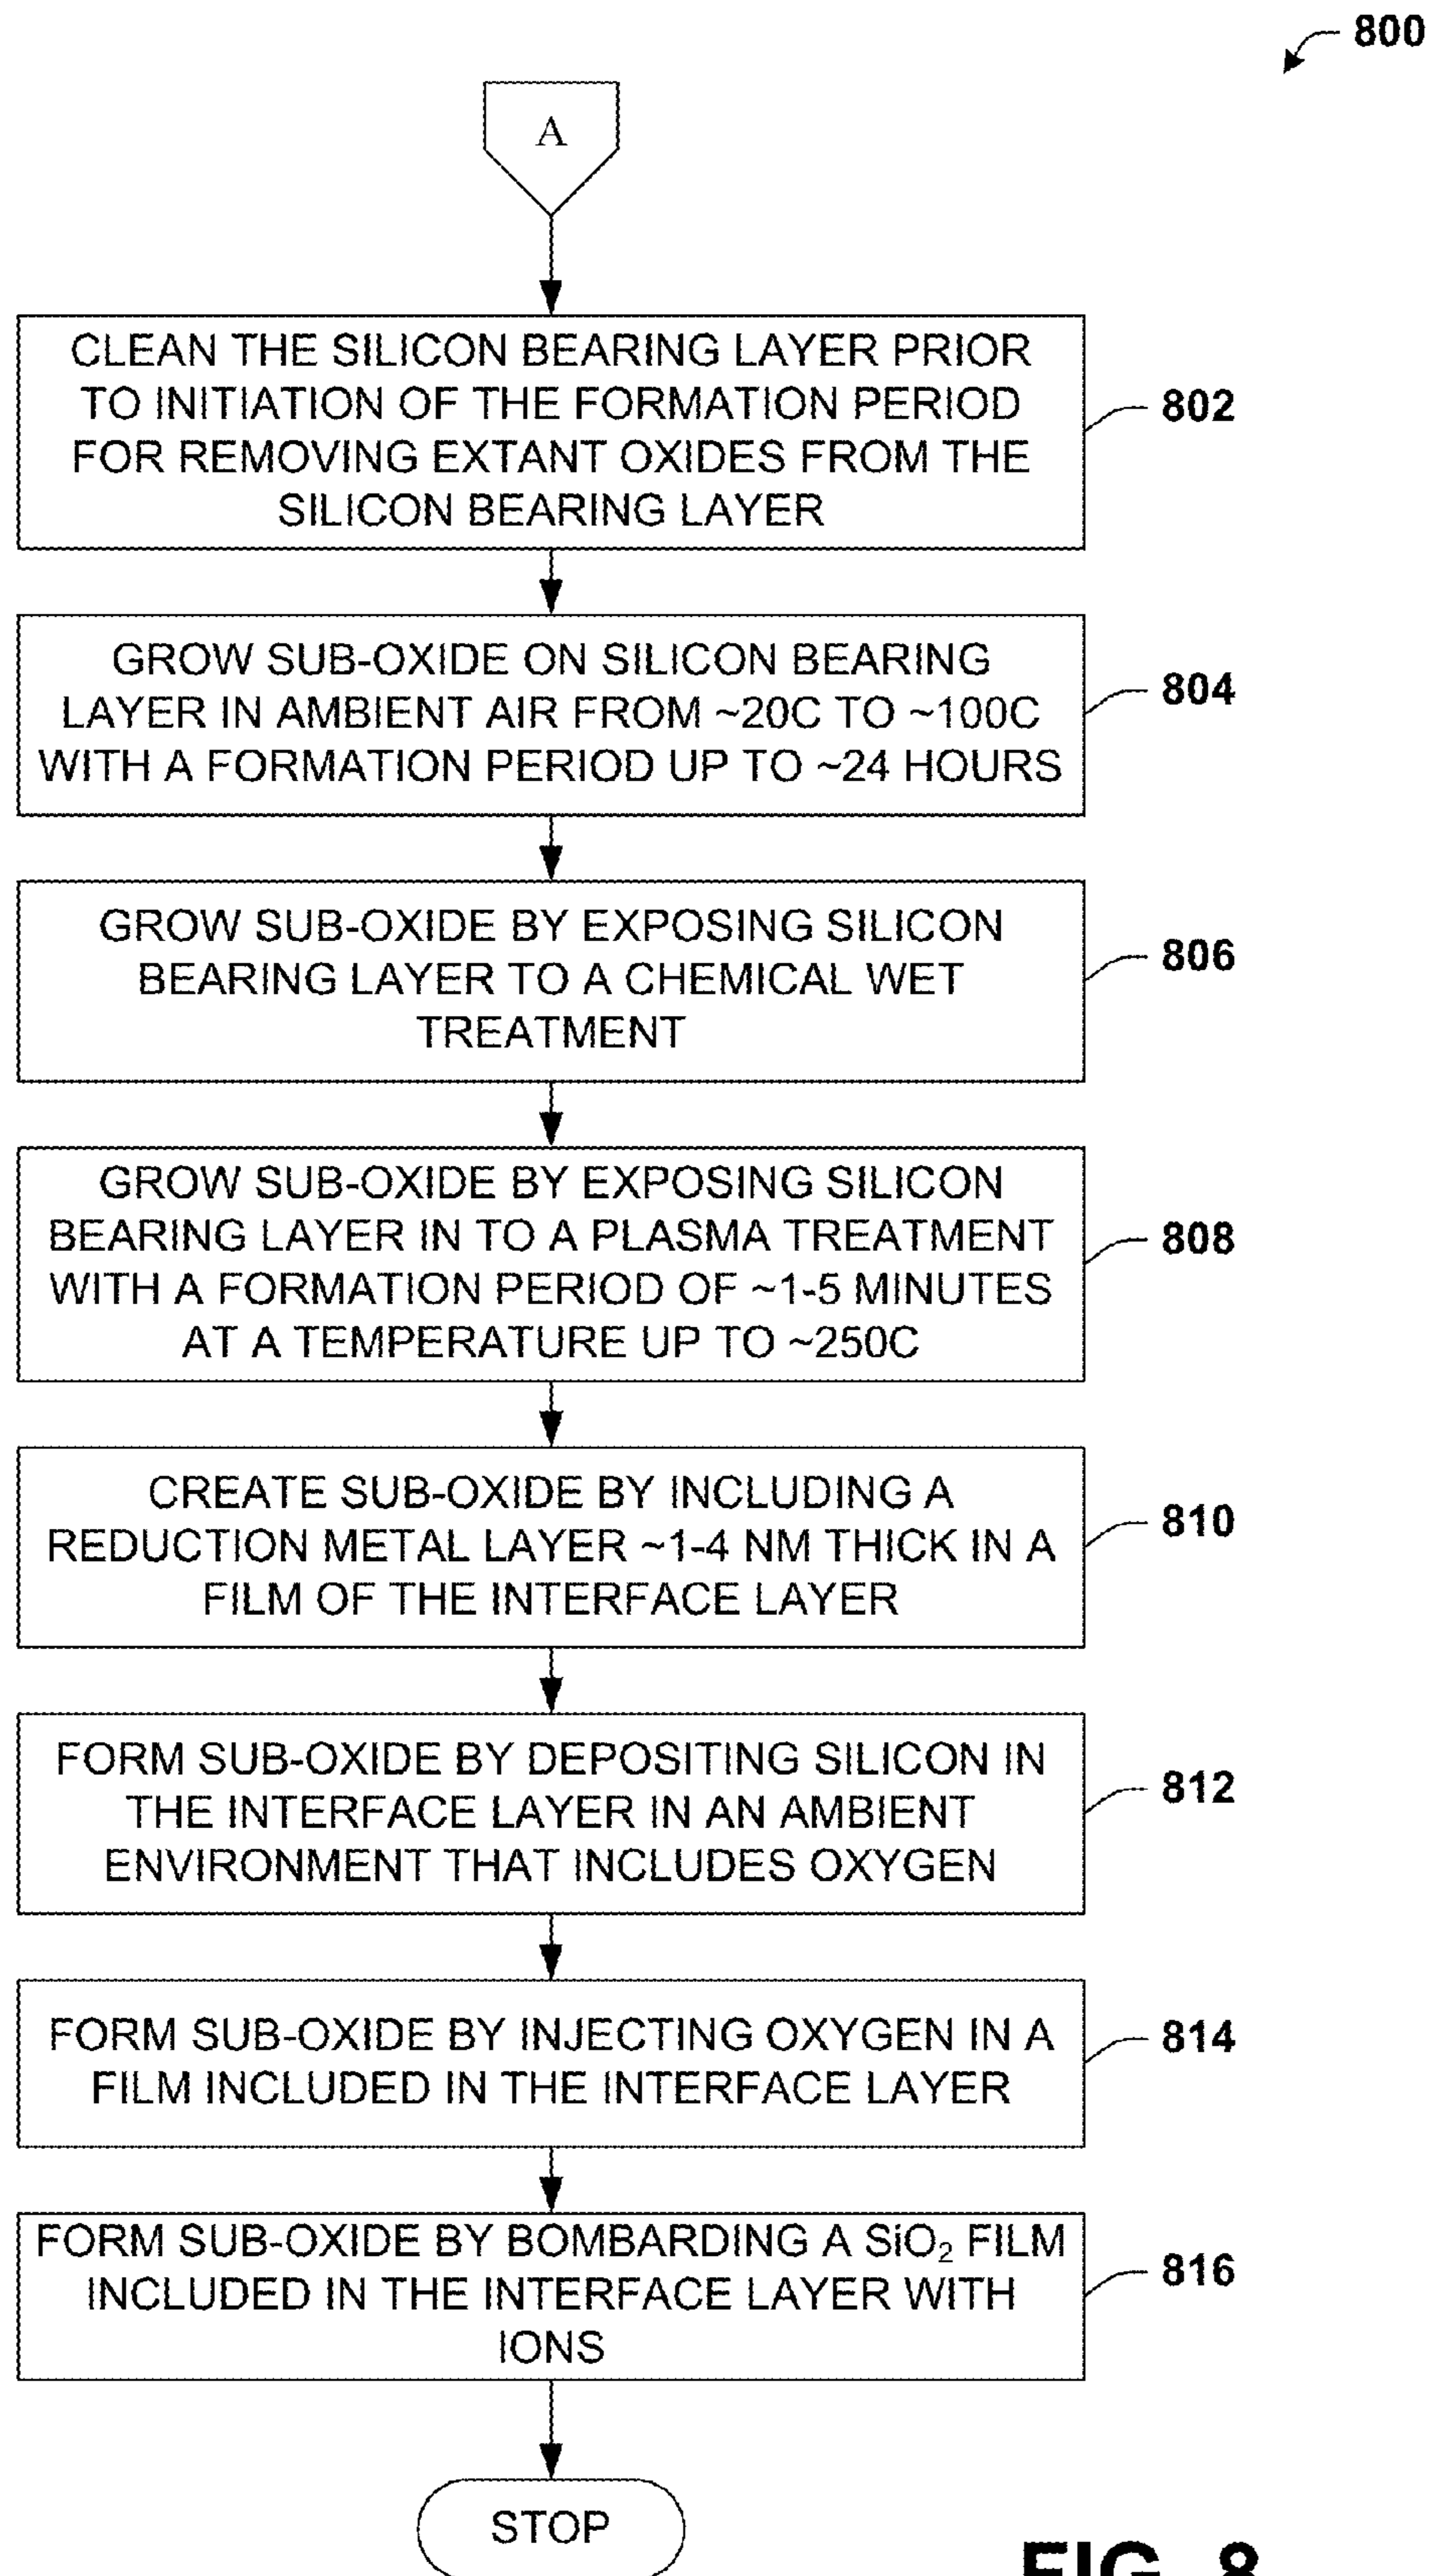 800
A
CLEAN THE SILICON BEARING LAYER PRIOR
TO INITIATION OF THE FORMATION PERIOD
FOR REMOVING EXTANT OXIDES FROM THE
SILICON BEARING LAYER
802
GROW SUB-OXIDE ON SILICON BEARING
LAYER IN AMBIENT AIR FROM ~20C TO ~100C
WITH A FORMATION PERIOD UP TO ~24 HOURS
804
GROW SUB-OXIDE BY EXPOSING SILICON
BEARING LAYER TO A CHEMICAL WET
TREATMENT
806
GROW SUB-OXIDE BY EXPOSING SILICON
BEARING LAYER IN TO A PLASMA TREATMENT
WITH A FORMATION PERIOD OF ~1-5 MINUTES
AT A TEMPERATURE UP TO ~250C
808
CREATE SUB-OXIDE BY INCLUDING A
REDUCTION METAL LAYER ~1-4 NM THICK IN A
FILM OF THE INTERFACE LAYER
810
FORM SUB-OXIDE BY DEPOSITING SILICON IN
THE INTERFACE LAYER IN AN AMBIENT
ENVIRONMENT THAT INCLUDES OXYGEN
812
FORM SUB-OXIDE BY INJECTING OXYGEN IN A
FILM INCLUDED IN THE INTERFACE LAYER
814
FORM SUB-OXIDE BY BOMBARDING A SiO₂ FILM
INCLUDED IN THE INTERFACE LAYER WITH
IONS
816
STOP
FIG. 8